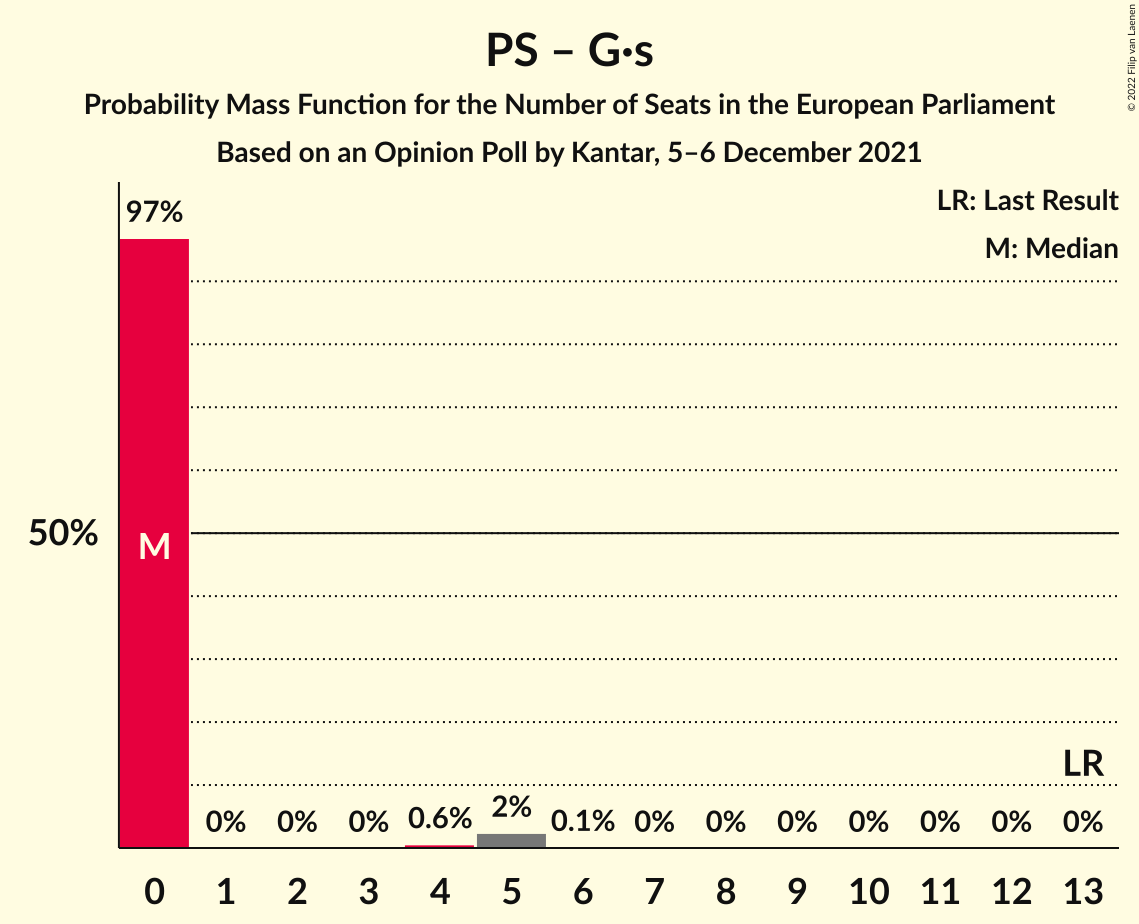 PS – G·s
Probability Mass Function for the Number of Seats in the European Parliament
Based on an Opinion Poll by Kantar, 5–6 December 2021
© 2022 Filip van Laenen
LR: Last Result
M: Median
97%
50%
M
LR
0% 0% 0% 0.6% 2% 0.1% 0% 0% 0% 0% 0% 0% 0%
0 1 2 3 4 5 6 7 8 9 10 11 12 13